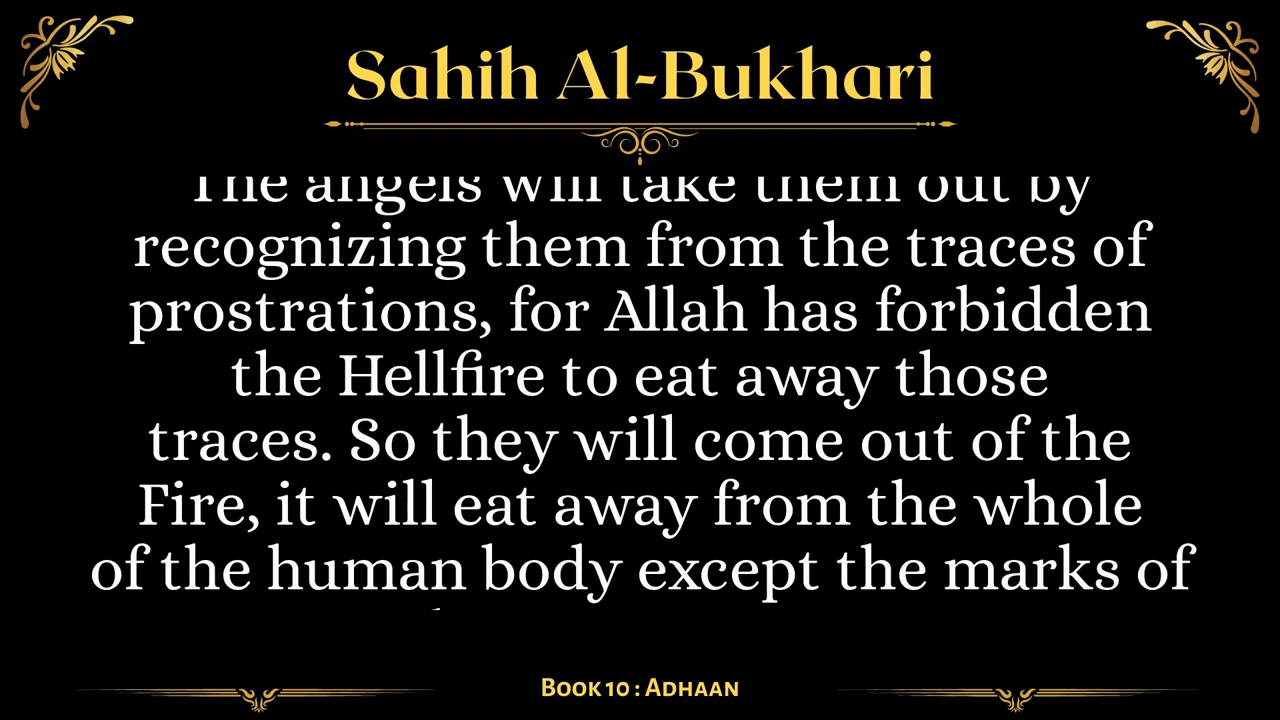 Sahih Al-Bukhari
The angels will take them out by
recognizing them from the traces of
prostrations, for Allah has forbidden
the Hellfire to eat away those
traces. So they will come out of the
Fire, it will eat away from the whole
of the human body except the marks of
Book 10 : Adhaan